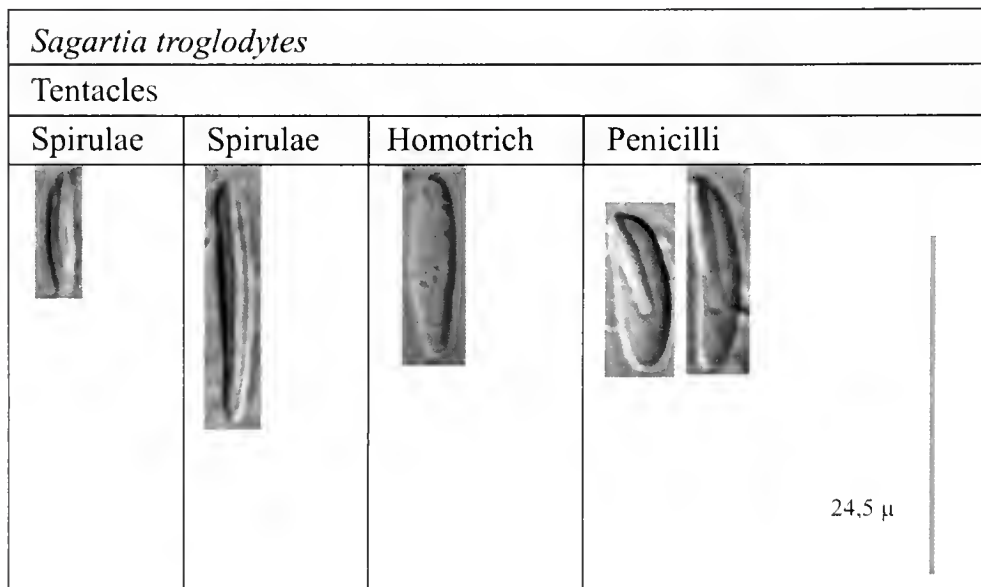 Sagartia troglodytes
Tentacles
Spirulae Spirulae Homotrich Penicilli
24,5 µ